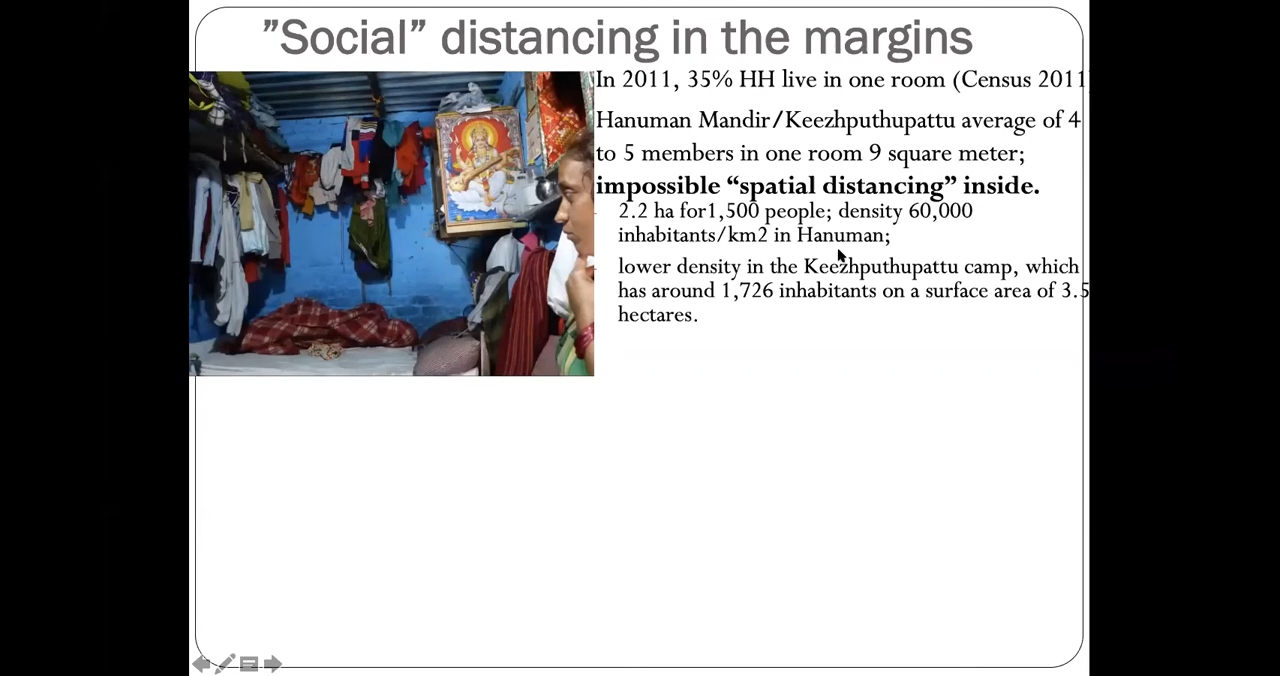 ”Social” distancing in the margins
In 2011, 35% HH live in one room (Census 2011
Hanuman Mandir/Keezhputhupattu average of 4
to 5 members in one room 9 square meter;
impossible “spatial distancing” inside.
2.2 ha for1,500 people; density 60,000
inhabitants/km2 in Hanuman;
lower density in the Keezhputhupattu camp, which
has around 1,726 inhabitants on a surface area of 3.5
hectares.